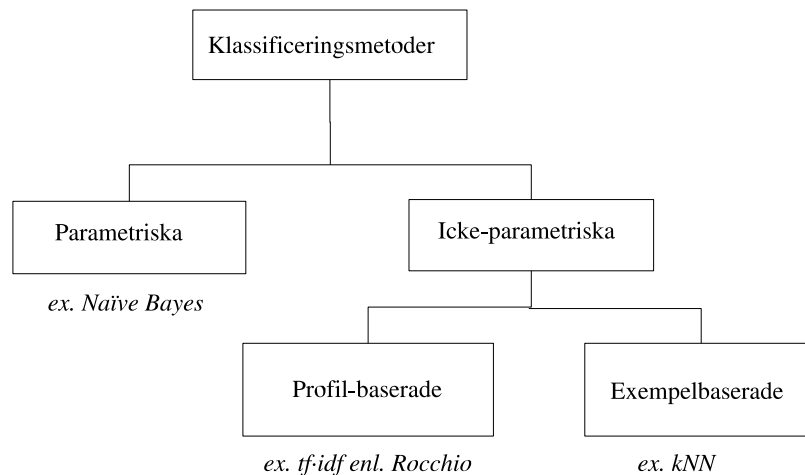 Klassificeringsmetoder
Parametriska
Icke-parametriska
ex. Naïve Bayes
Profil-baserade
Exempelbaserade
ex. tf·idf enl. Rocchio
ex. kNN